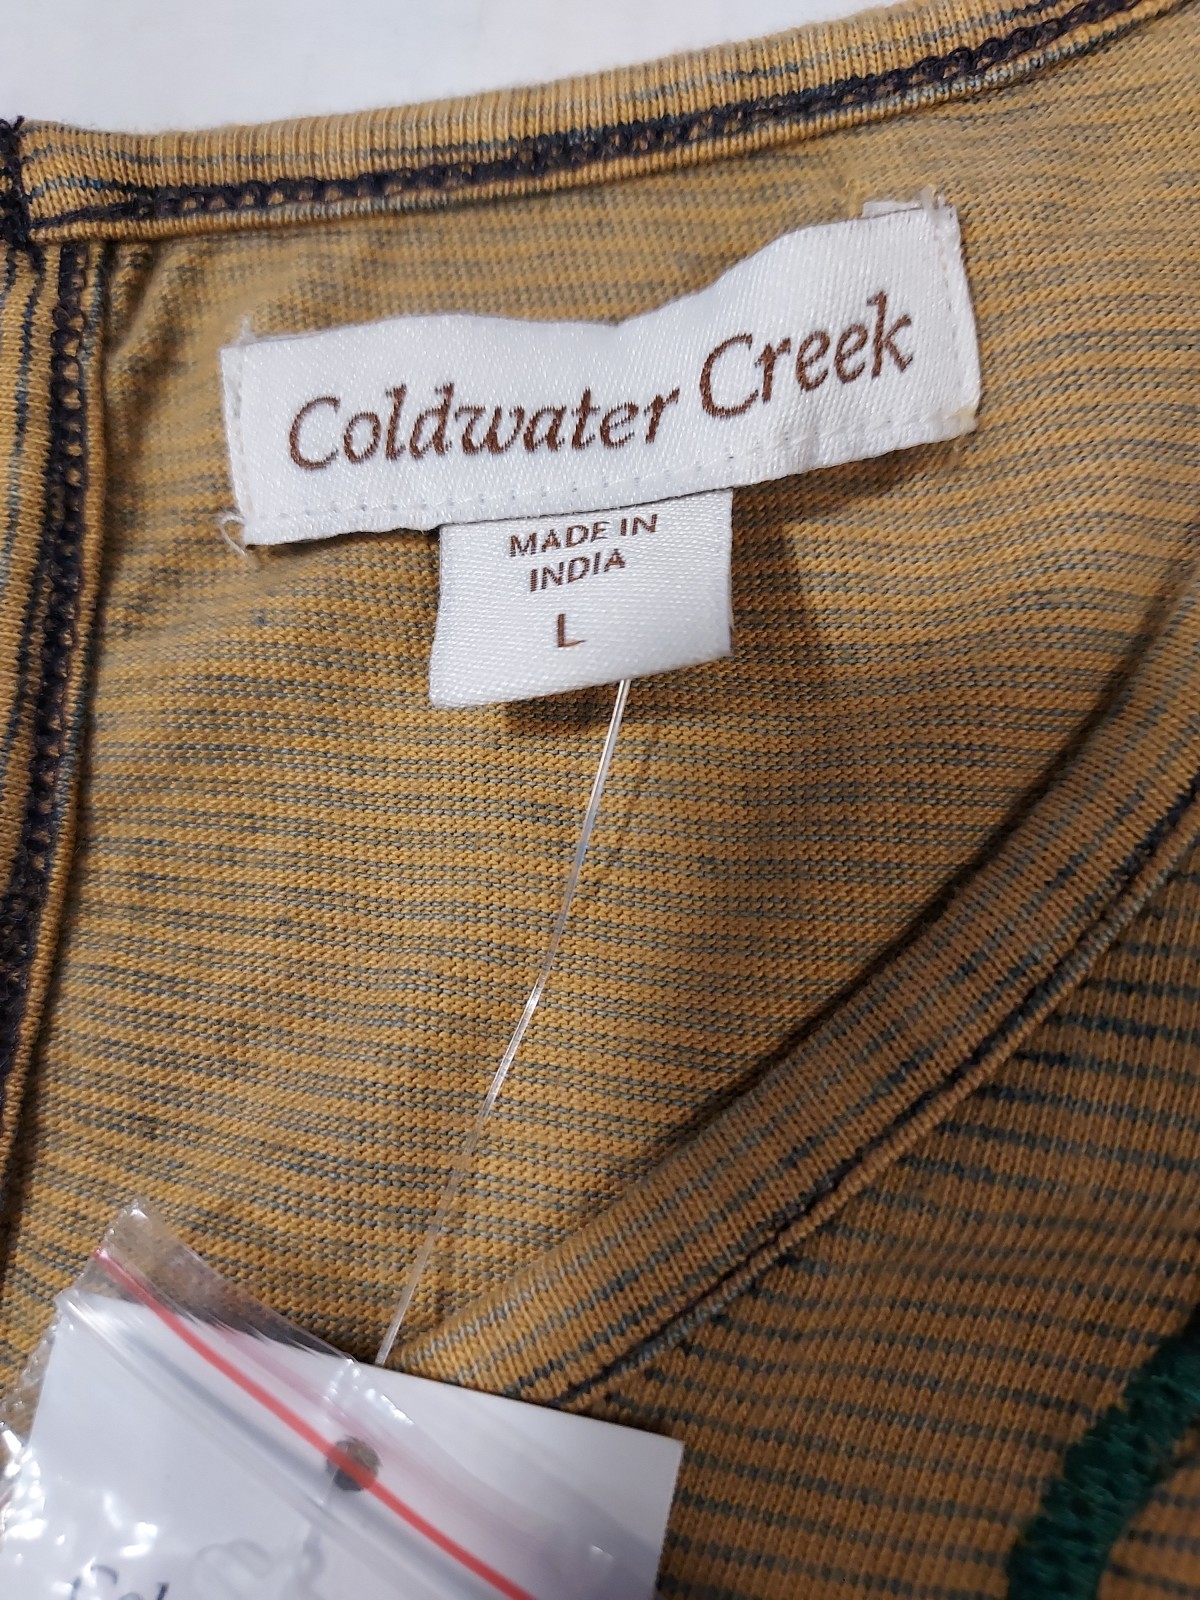 Coldwater Creek
MADE IN
INDIA
L